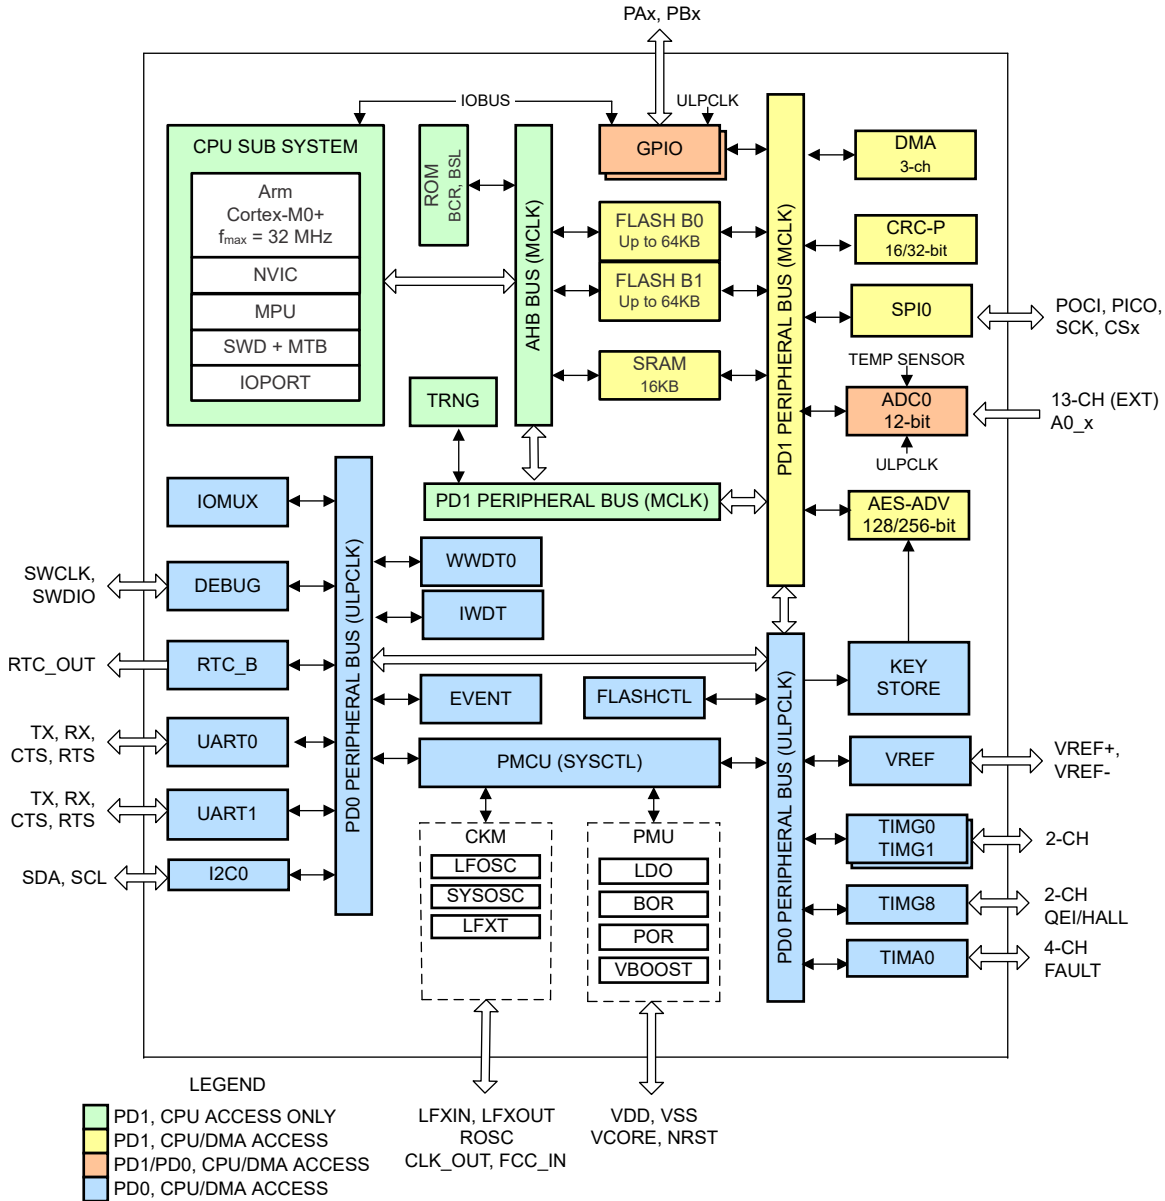 PAx, PBx
IOBUS
ULPCLK
CPU SUB SYSTEM
Arm
Cortex-M0+
fmax = 32 MHz
NVIC
MPU
SWD + MTB
IOPORT
ROM
BCR, BSL
AHB BUS (MCLK)
GPIO
FLASH B0
Up to 64KB
FLASH B1
Up to 64KB
SRAM
16KB
TRNG
PD1 PERIPHERAL BUS (MCLK)
PD1 PERIPHERAL BUS (MCLK)
DMA
3-ch
CRC-P
16/32-bit
SPI0
POCI, PICO,
SCK, CSx
TEMP SENSOR
ADC0
12-bit
ULPCLK
13-CH (EXT)
A0_x
AES-ADV
128/256-bit
IOMUX
SWCLK,
SWDIO
DEBUG
RTC_OUT
RTC_B
TX, RX,
CTS, RTS
UART0
TX, RX,
CTS, RTS
UART1
SDA, SCL
I2C0
PD0 PERIPHERAL BUS (ULPCLK)
WWDT0
IWDT
EVENT
FLASHCTL
PMCU (SYSCTL)
CKM
LFOSC
SYSOSC
LFXT
PMU
LDO
BOR
POR
VBOOST
PD0 PERIPHERAL BUS (ULPCLK)
KEY
STORE
VREF
VREF+,
VREF-
TIMG0
TIMG1
2-CH
TIMG8
2-CH
QEI/HALL
TIMA0
4-CH
FAULT
LFXIN, LFXOUT
ROSC
CLK_OUT, FCC_IN
VDD, VSS
VCORE, NRST
LEGEND
PD1, CPU ACCESS ONLY
PD1, CPU/DMA ACCESS
PD1/PD0, CPU/DMA ACCESS
PD0, CPU/DMA ACCESS